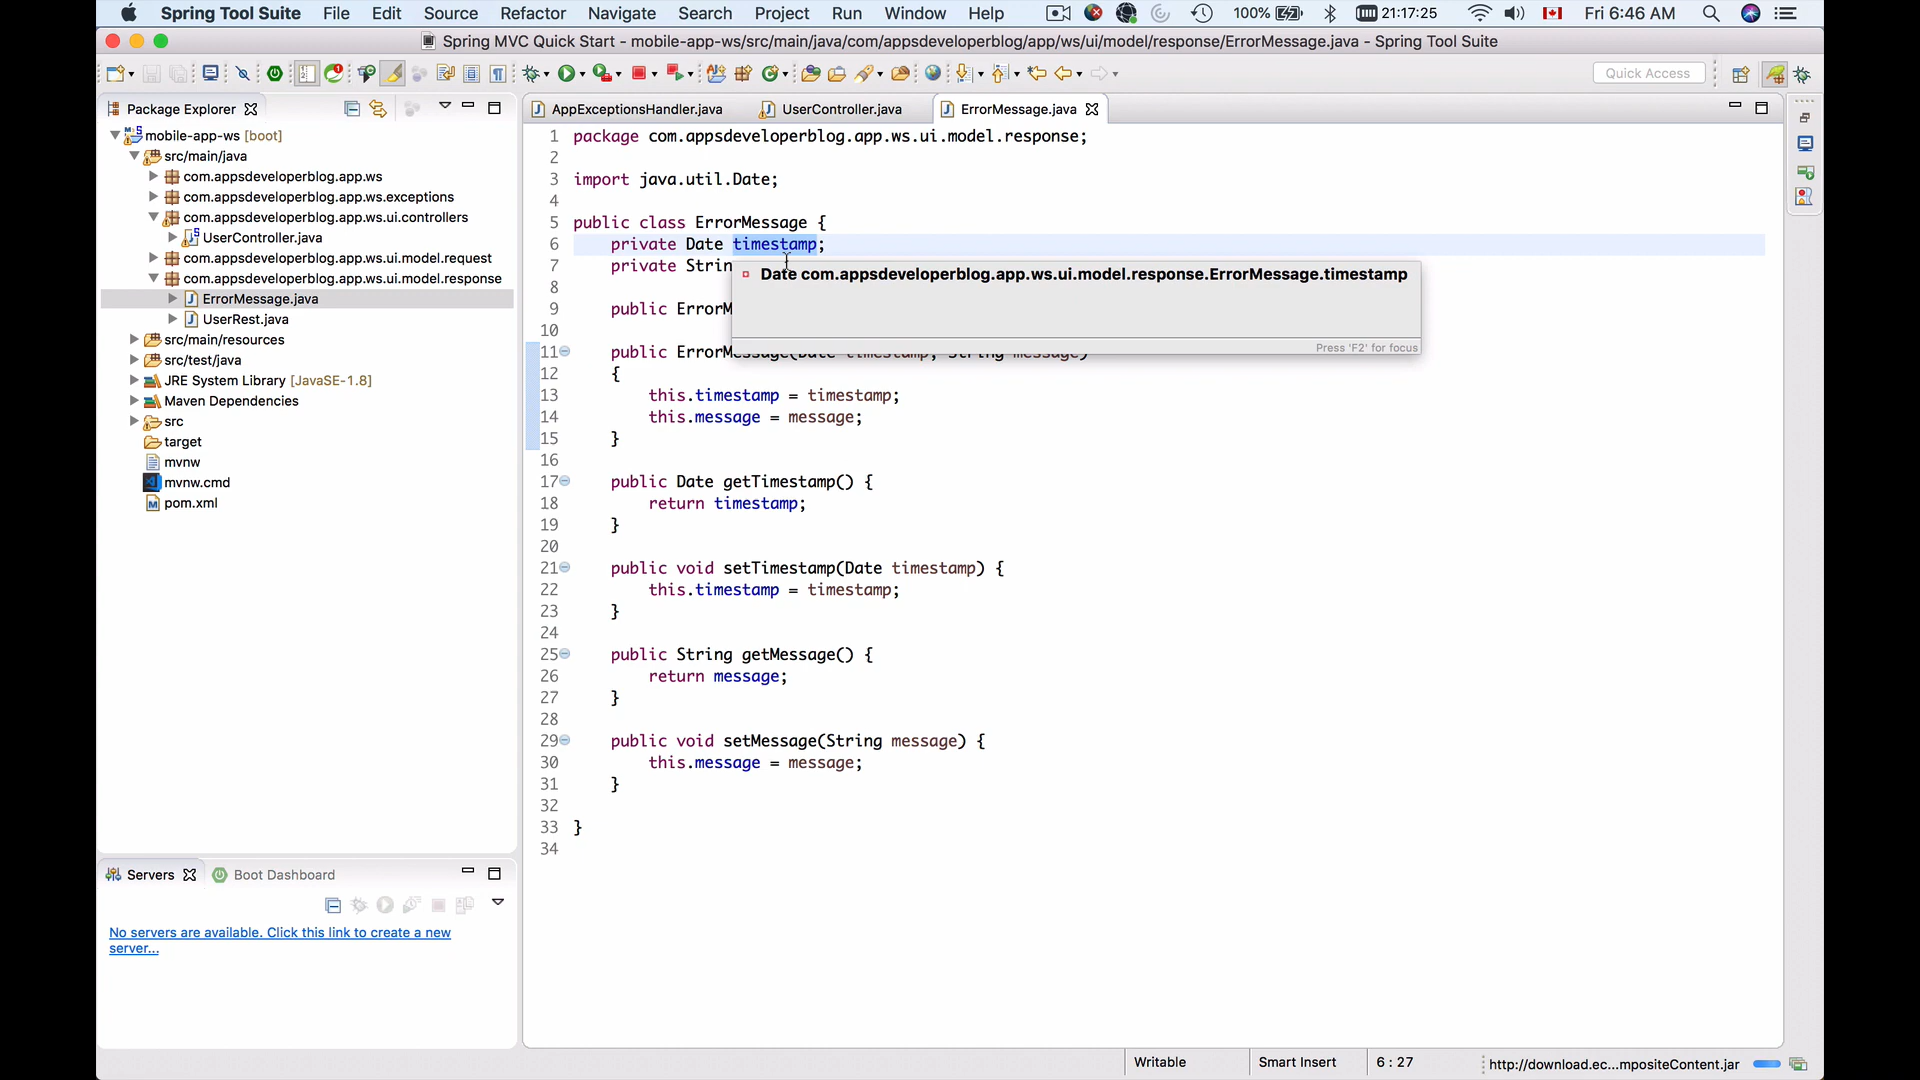 Spring Tool Suite File Edit Source Refactor Navigate Search Project Run Window Help 100% 21:17:25 Fri 6:46 AM
Spring MVC Quick Start - mobile-app-ws/src/main/java/com/appsdeveloperblog/app/ws/ui/model/response/ErrorMessage.java - Spring Tool Suite
Quick Access
Package Explorer
mobile-app-ws [boot]
src/main/java
com.appsdeveloperblog.app.ws
com.appsdeveloperblog.app.ws.exceptions
com.appsdeveloperblog.app.ws.ui.controllers
UserController.java
com.appsdeveloperblog.app.ws.ui.model.request
com.appsdeveloperblog.app.ws.ui.model.response
ErrorMessage.java
UserRest.java
src/main/resources
src/test/java
JRE System Library [JavaSE-1.8]
Maven Dependencies
src
target
mvnw
mvnw.cmd
pom.xml
AppExceptionsHandler.java UserController.java ErrorMessage.java
1 package com.appsdeveloperblog.app.ws.ui.model.response;
2
3 import java.util.Date;
4
5 public class ErrorMessage {
6 private Date timestamp;
7 private Strin
Date com.appsdeveloperblog.app.ws.ui.model.response.ErrorMessage.timestamp
8
9 public ErrorM
10
Press 'F2' for focus
11 public ErrorMessage(Date timestamp, String message)
12 {
13 this.timestamp = timestamp;
14 this.message = message;
15 }
16
17 public Date getTimestamp() {
18 return timestamp;
19 }
20
21 public void setTimestamp(Date timestamp) {
22 this.timestamp = timestamp;
23 }
24
25 public String getMessage() {
26 return message;
27 }
28
29 public void setMessage(String message) {
30 this.message = message;
31 }
32
33 }
34
Servers Boot Dashboard
No servers are available. Click this link to create a new
server...
Writable Smart Insert 6 : 27 http://download.ec...mpositeContent.jar